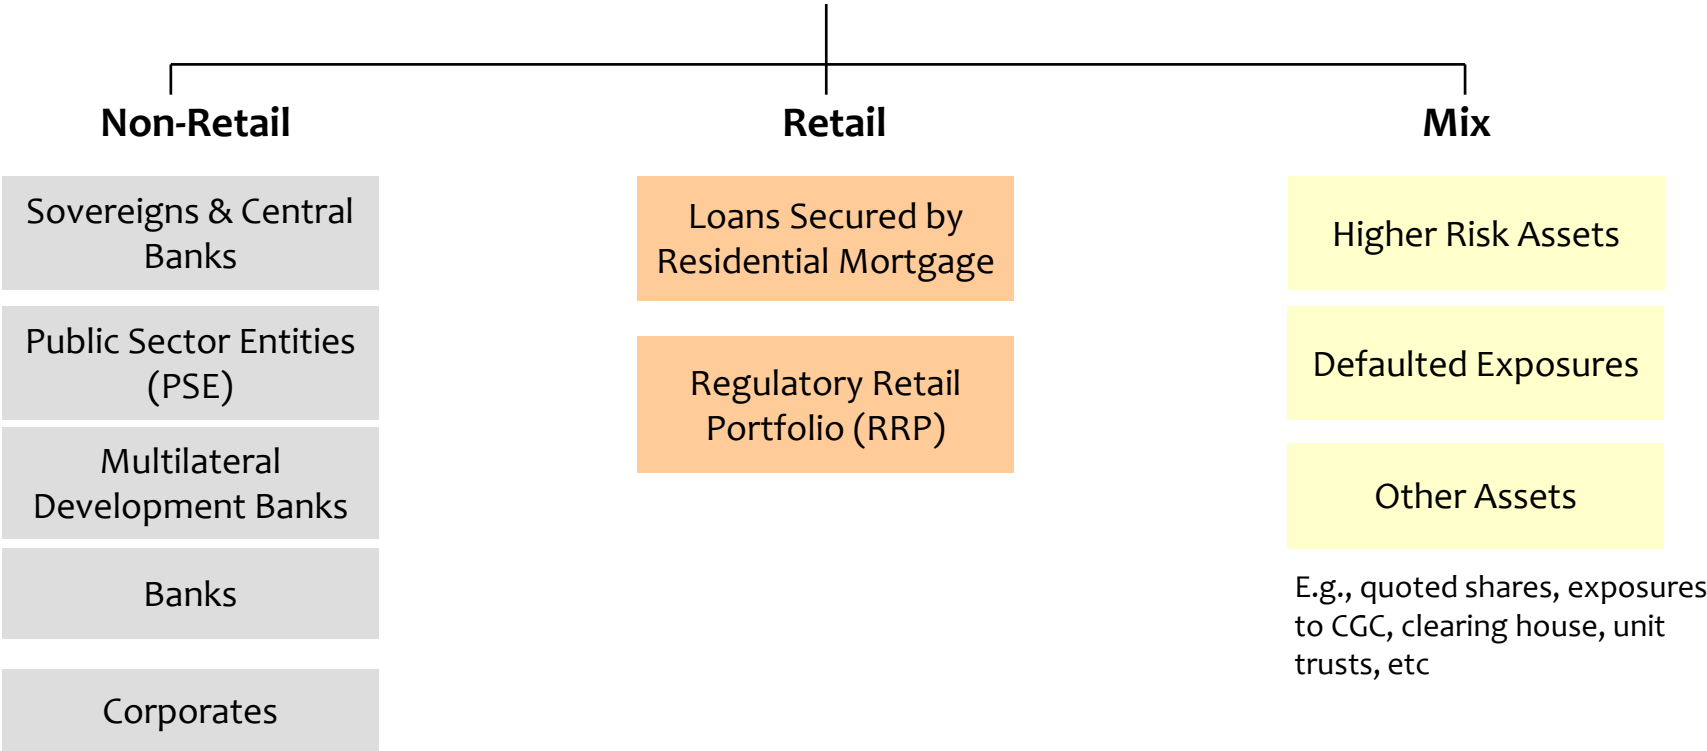 Non-Retail
Sovereigns & Central
Banks
Public Sector Entities
(PSE)
Multilateral
Development Banks
Banks
Corporates
Retail
Loans Secured by
Residential Mortgage
Regulatory Retail
Portfolio (RRP)
Mix
Higher Risk Assets
Defaulted Exposures
Other Assets
E.g., quoted shares, exposures
to CGC, clearing house, unit
trusts, etc